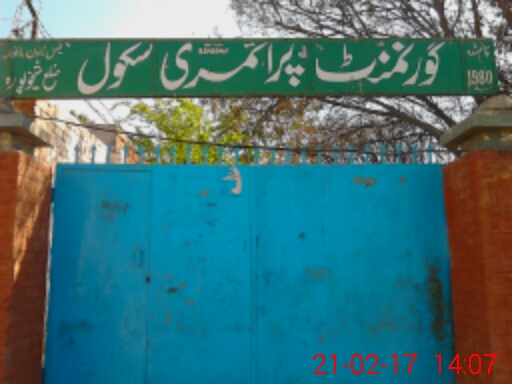 گورنمنٹ پرائمری سکول
1980
ضلع شیخوپورہ
21-02-17 14:07